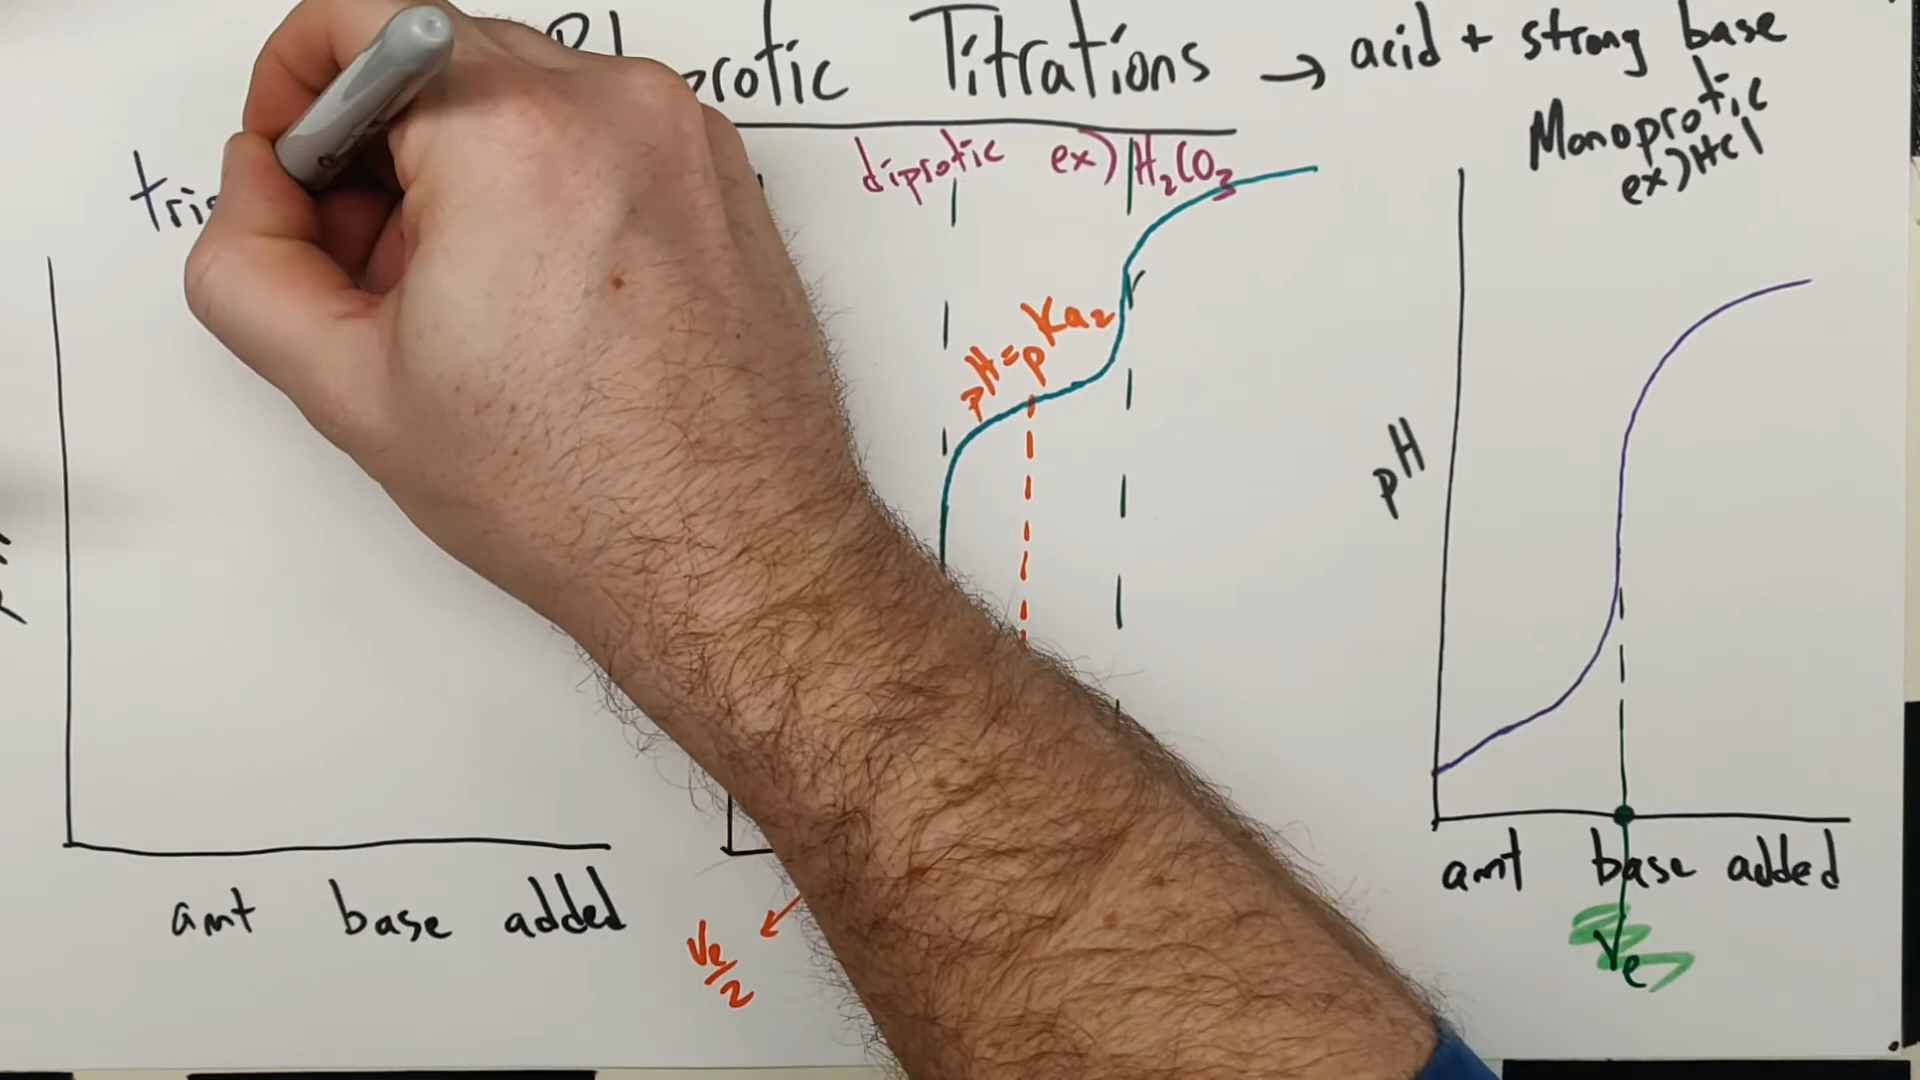 Titrations → acid + strong base
Monoprotic
ex) HCl
diprotic ex) H₂CO₃
pH = pKa₂
pH
amt base added
Ve/2
amt base added
Ve